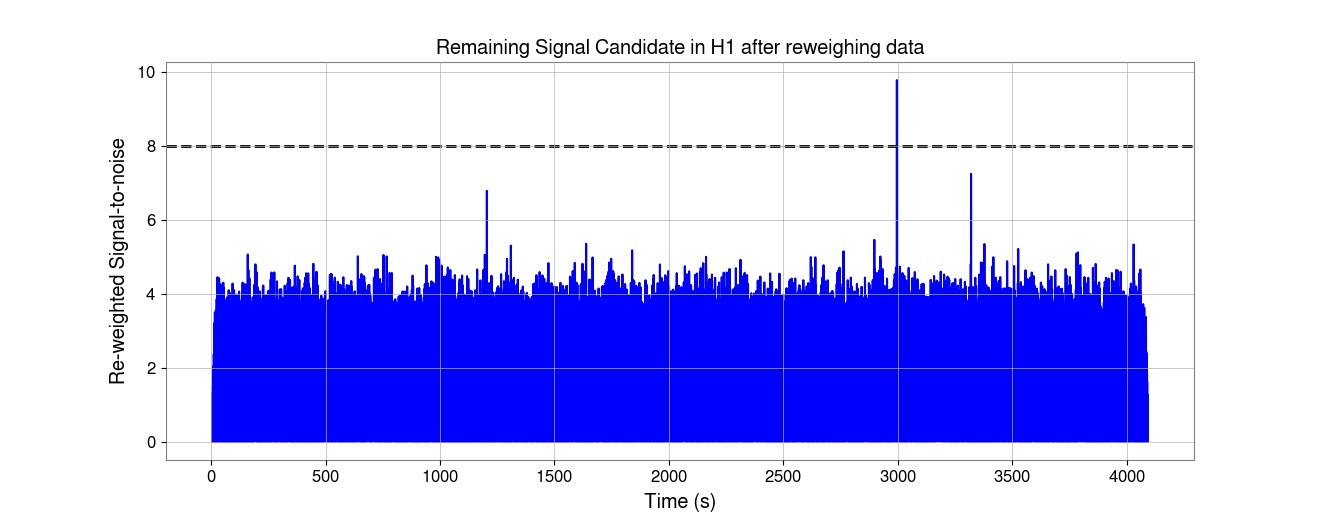 Remaining Signal Candidate in H1 after reweighing data
Re-weighted Signal-to-noise
10
8
6
4
2
0
0 500 1000 1500 2000 2500 3000 3500 4000
Time (s)